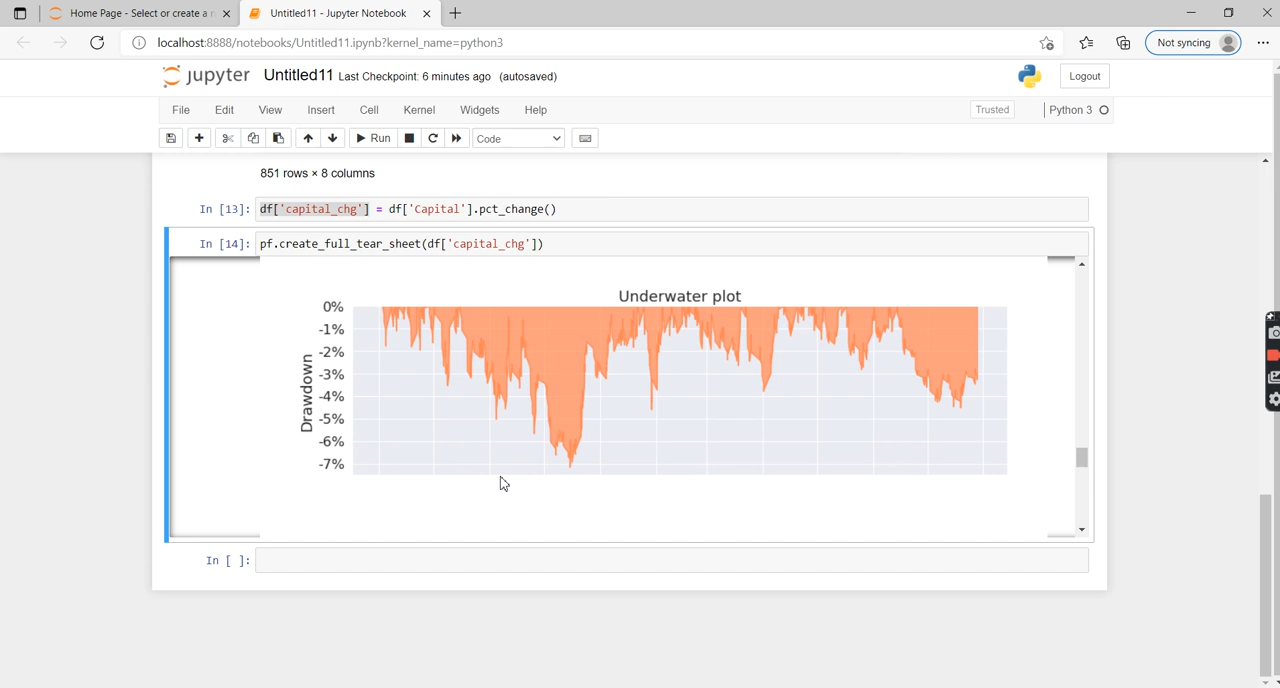 Home Page - Select or create a n
Untitled11 - Jupyter Notebook
localhost:8888/notebooks/Untitled11.ipynb?kernel_name=python3
Not syncing
jupyter Untitled11 Last Checkpoint: 6 minutes ago (autosaved)
Logout
File Edit View Insert Cell Kernel Widgets Help
Trusted
Python 3
Run
Code
851 rows × 8 columns
In [13]: df['capital_chg'] = df['Capital'].pct_change()
In [14]: pf.create_full_tear_sheet(df['capital_chg'])
Underwater plot
Drawdown
0%
-1%
-2%
-3%
-4%
-5%
-6%
-7%
In [ ]: